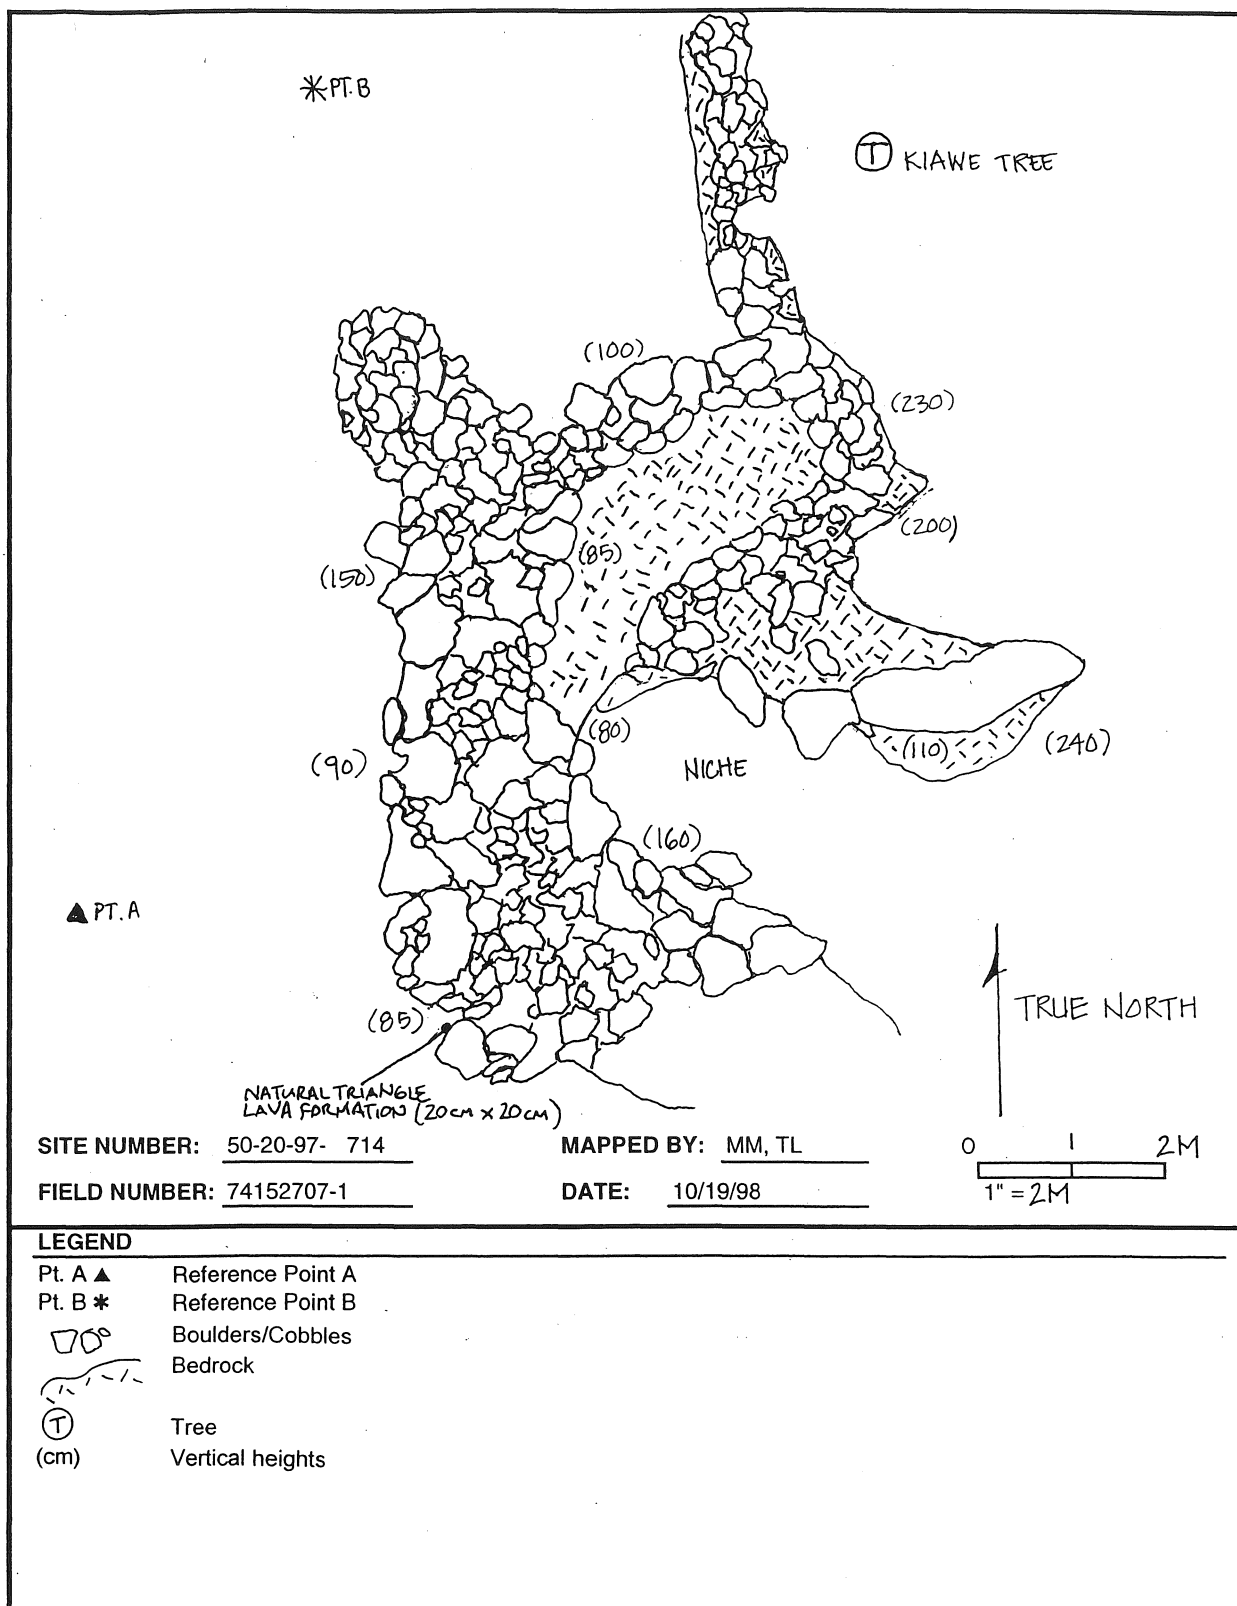 PT. B
T KIAWE TREE
(100)
(230)
(200)
(85)
(150)
(80)
(90)
NICHE
(110)
(240)
(160)
PT. A
(85)
TRUE NORTH
NATURAL TRIANGLE
LAVA FORMATION (20cm x 20cm)
SITE NUMBER: 50-20-97- 714
MAPPED BY: MM, TL
0 1 2M
FIELD NUMBER: 74152707-1
DATE: 10/19/98
1" = 2M
LEGEND
Pt. A ▲ Reference Point A
Pt. B * Reference Point B
Boulders/Cobbles
Bedrock
T Tree
(cm) Vertical heights